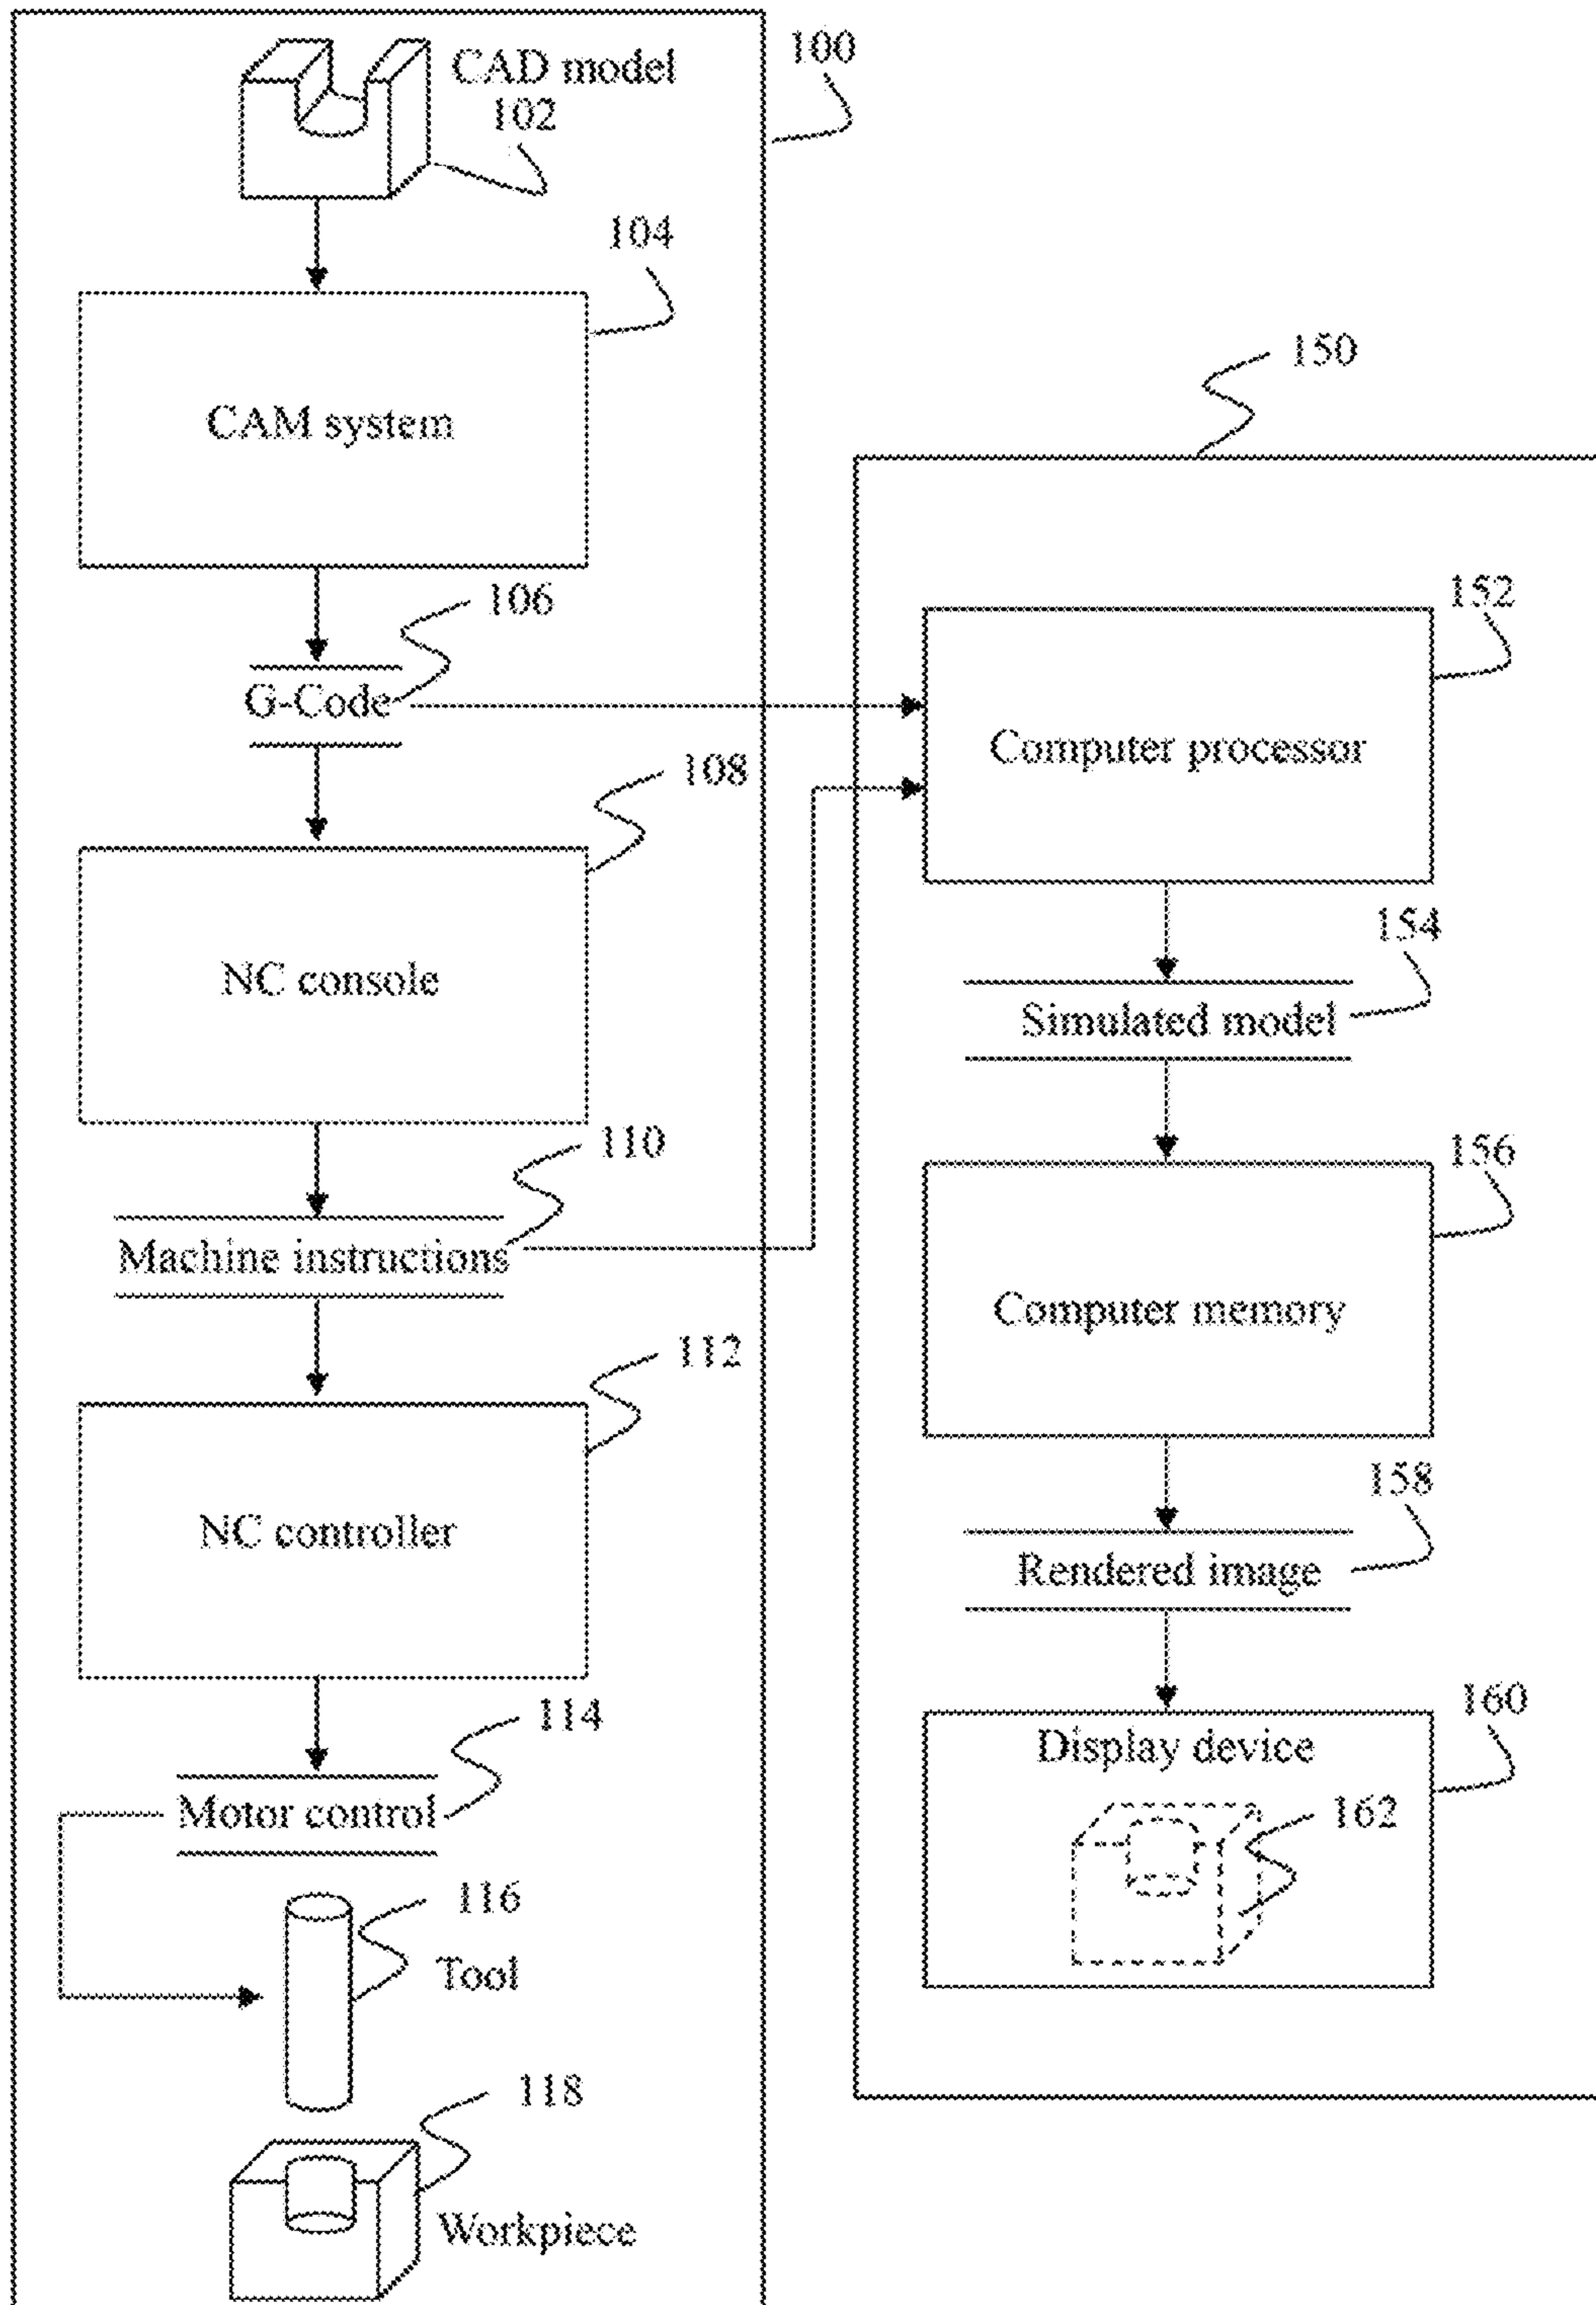 CAD model
102
100
104
CAM system
106
G-Code
108
NC console
110
Machine instructions
112
NC controller
114
Motor control
116
Tool
118
Workpiece
150
152
Computer processor
154
Simulated model
156
Computer memory
158
Rendered image
160
Display device
162